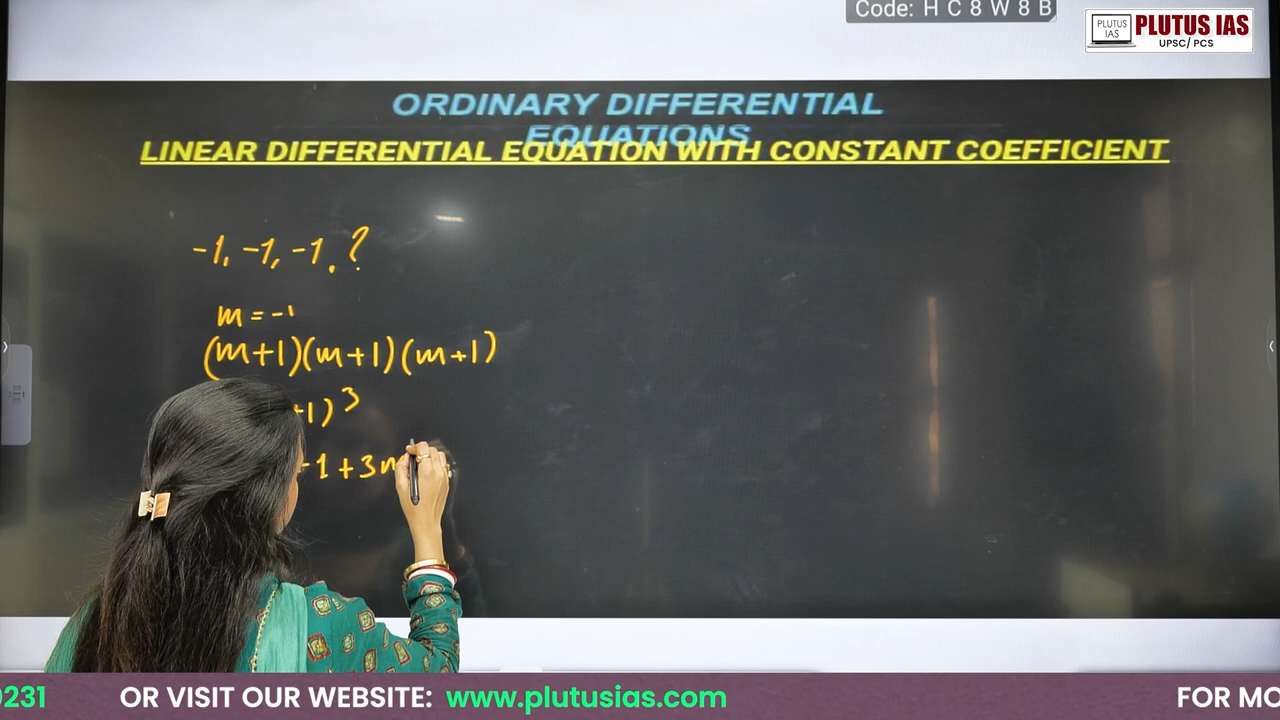 Code: H C 8 W 8 B
PLUTUS IAS
PLUTUS IAS
UPSC/ PCS
ORDINARY DIFFERENTIAL
EQUATIONS
LINEAR DIFFERENTIAL EQUATION WITH CONSTANT COEFFICIENT
-1, -1, -1, ?
m = -1
(m+1)(m+1)(m+1)
+1)³
+1+3m
0231 OR VISIT OUR WEBSITE: www.plutusias.com FOR MO